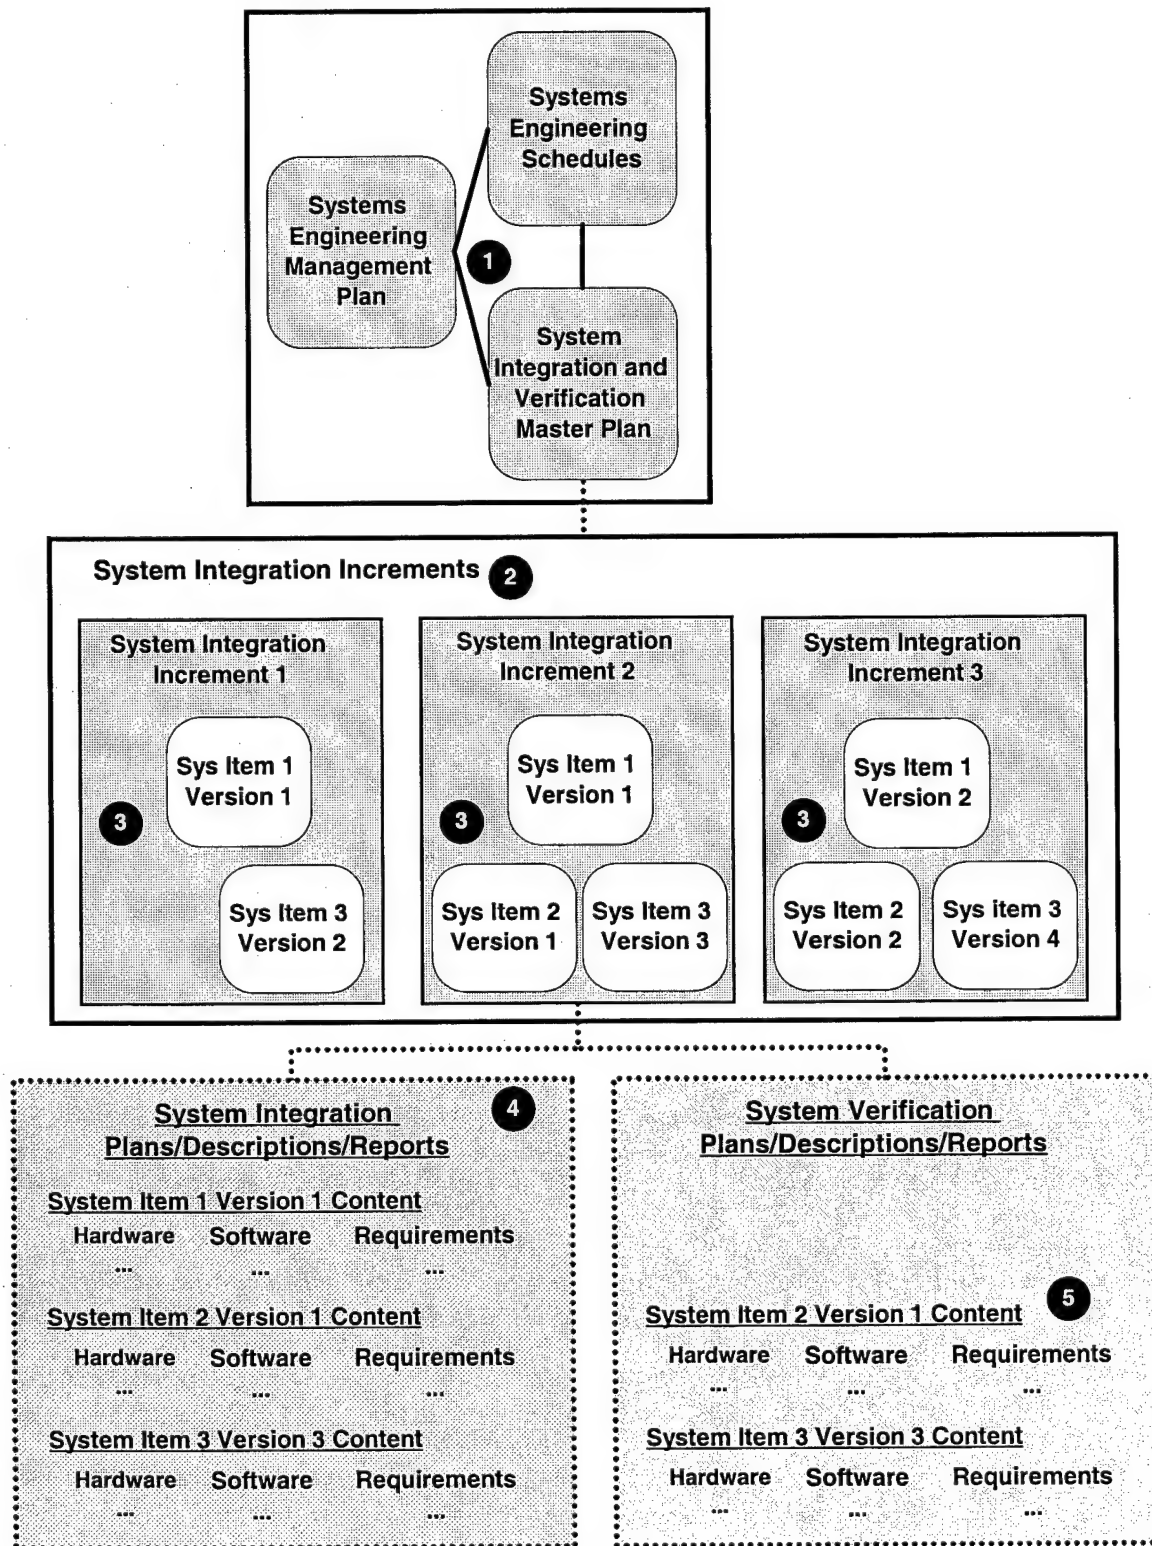 Systems
Engineering
Schedules
Systems
Engineering
Management
Plan
1
System
Integration and
Verification
Master Plan
System Integration Increments 2
System Integration
Increment 1
Sys Item 1
Version 1
3
Sys Item 3
Version 2
System Integration
Increment 2
Sys Item 1
Version 1
3
Sys Item 2
Version 1
Sys Item 3
Version 3
System Integration
Increment 3
Sys Item 1
Version 2
3
Sys Item 2
Version 2
Sys item 3
Version 4
System Integration 4
Plans/Descriptions/Reports
System Item 1 Version 1 Content
Hardware Software Requirements
... ... ...
System Item 2 Version 1 Content
Hardware Software Requirements
... ... ...
System Item 3 Version 3 Content
Hardware Software Requirements
... ... ...
System Verification
Plans/Descriptions/Reports
5
System Item 2 Version 1 Content
Hardware Software Requirements
... ... ...
System Item 3 Version 3 Content
Hardware Software Requirements
... ... ...